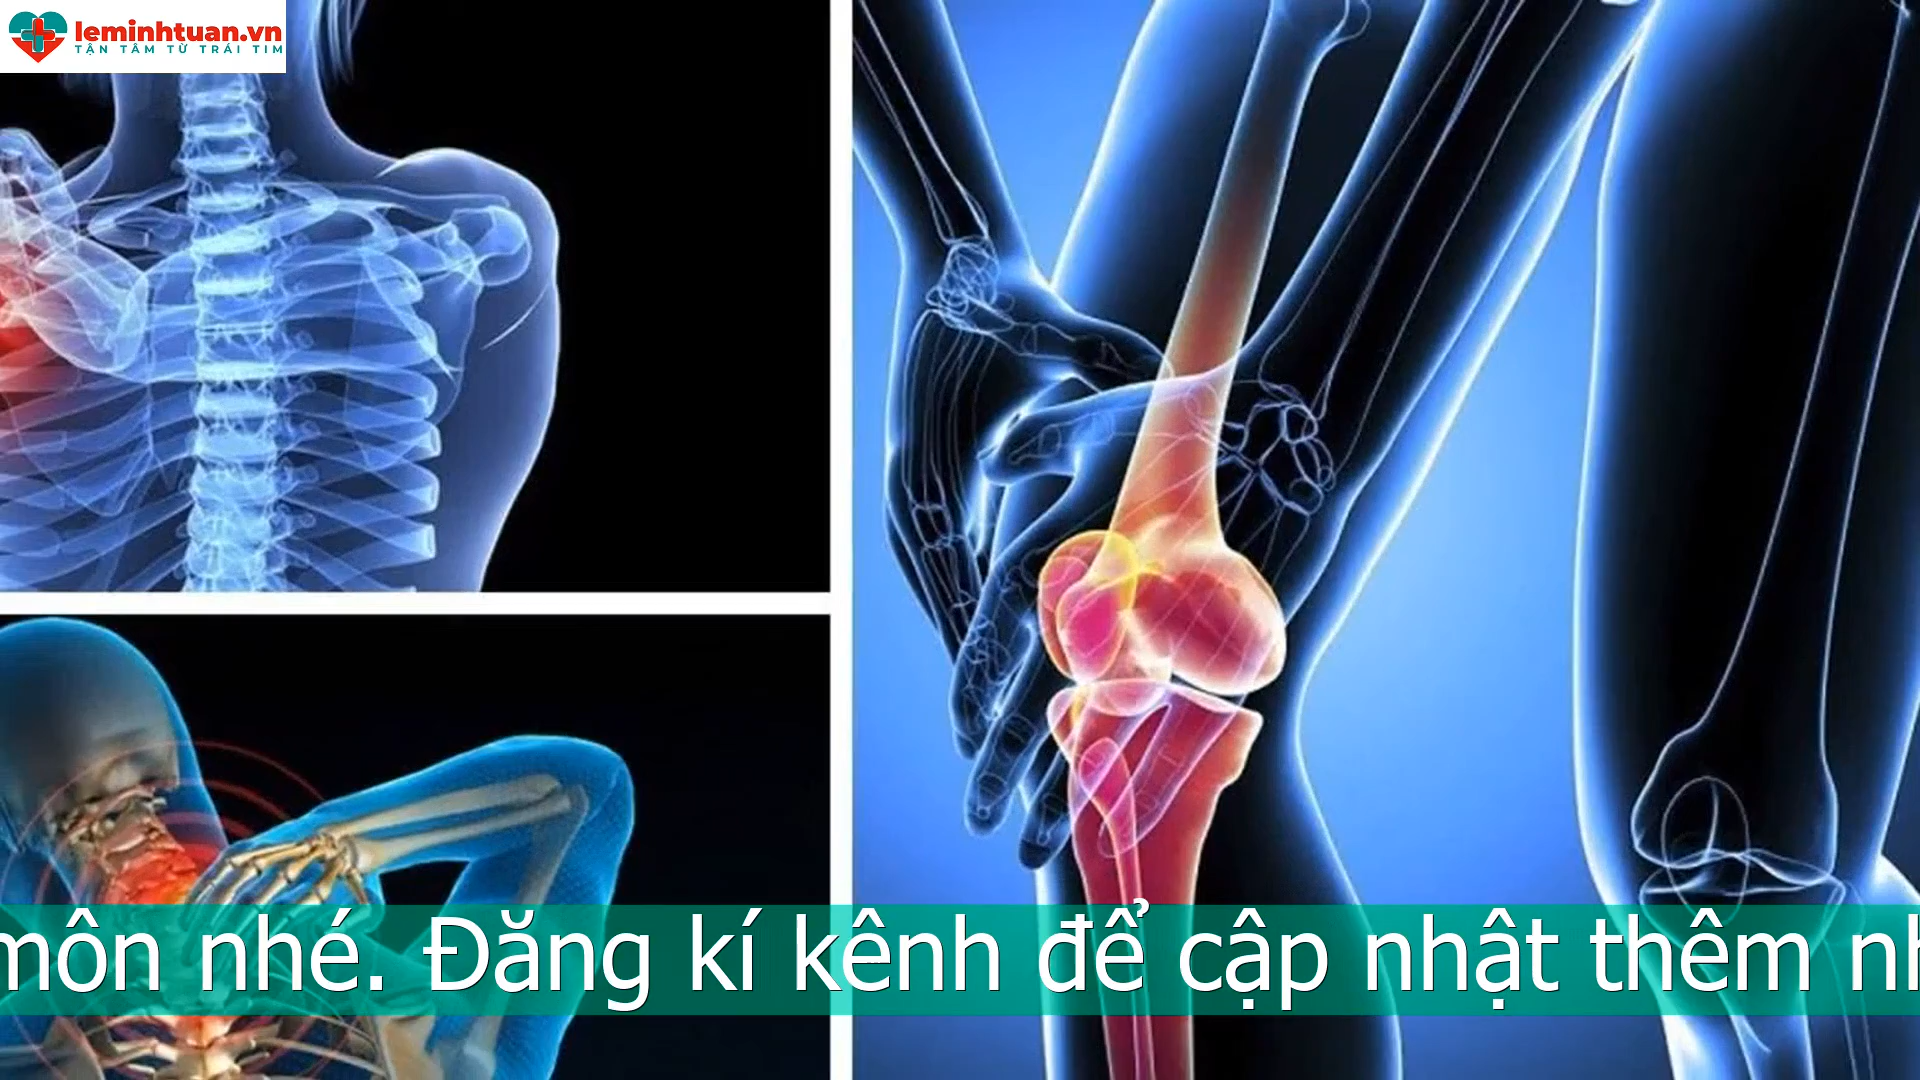 leminhtuan.vn
TẬN TÂM TỪ TRÁI TIM
môn nhé. Đăng kí kênh để cập nhật thêm nh